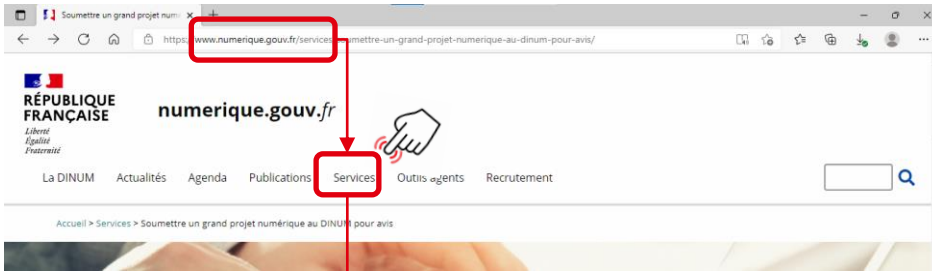 Soumettre un grand projet num
https://www.numerique.gouv.fr/services/soumettre-un-grand-projet-numerique-au-dinum-pour-avis/
RÉPUBLIQUE
FRANÇAISE
Liberté
Égalité
Fraternité
numerique.gouv.fr
La DINUM Actualités Agenda Publications Services Outils agents Recrutement
Accueil > Services > Soumettre un grand projet numérique au DINUM pour avis